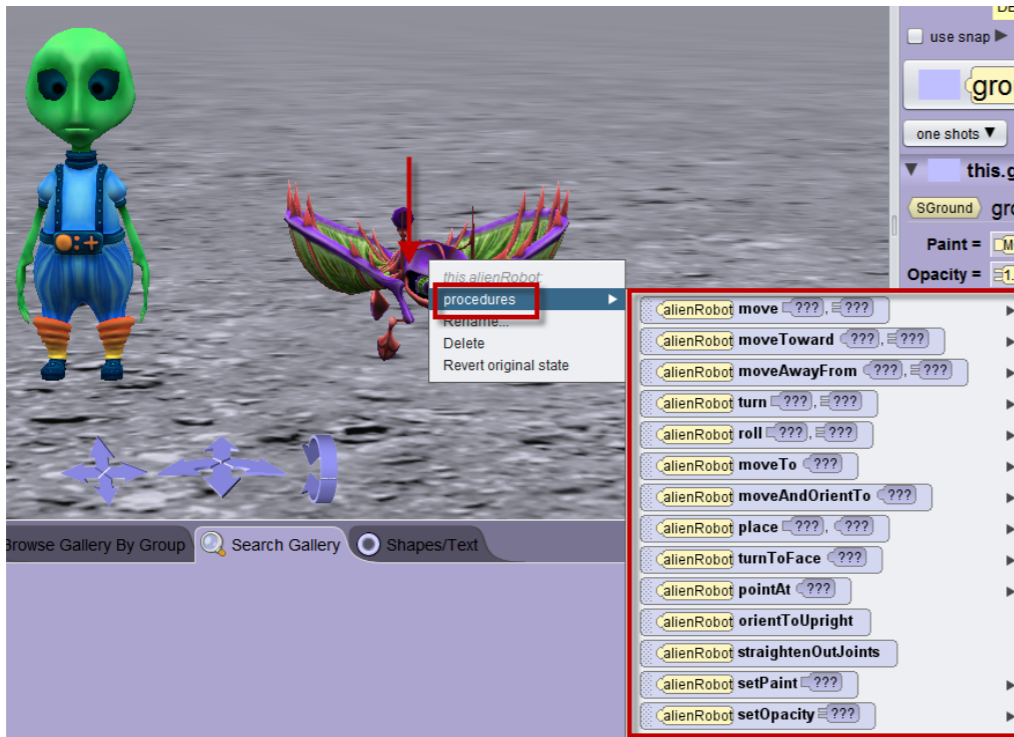 use snap
gro
one shots
this.g
SGround gro
Paint =
Opacity = 1.
this.alienRobot:
procedures
Rename...
Delete
Revert original state
alienRobot move ???, ???
alienRobot moveToward ???, ???
alienRobot moveAwayFrom ???, ???
alienRobot turn ???, ???
alienRobot roll ???, ???
alienRobot moveTo ???
alienRobot moveAndOrientTo ???
alienRobot place ???, ???
alienRobot turnToFace ???
alienRobot pointAt ???
alienRobot orientToUpright
alienRobot straightenOutJoints
alienRobot setPaint ???
alienRobot setOpacity ???
Browse Gallery By Group Search Gallery Shapes/Text